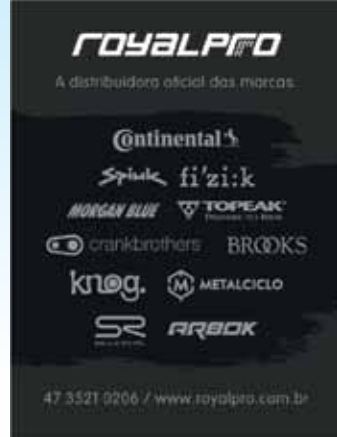 ROYALPRO
A distribuidora oficial das marcas
Continental
Spiuk fi'zi:k
MORGAN BLUE TOPEAK
crankbrothers BROOKS
knog. METALCICLO
SR
47 3521 0206 / www.royalpro.com.br